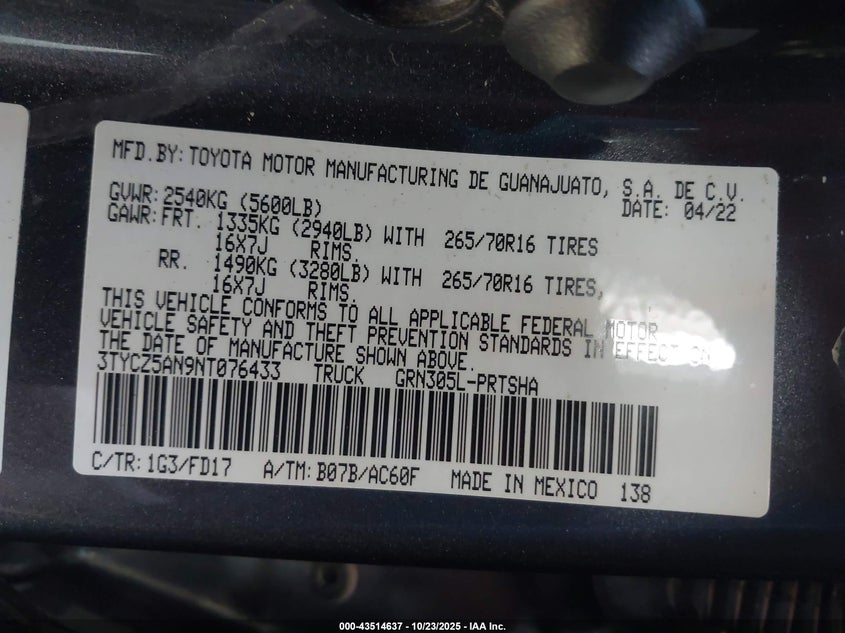 MFD.BY:TOYOTA MOTOR MANUFACTURING DE GUANAJUATO, S.A. DE C.V.
GVWR:2540KG (5600LB) DATE: 04/22
GAWR:FRT. 1335KG (2940LB) WITH 265/70R16 TIRES
16X7J RIMS.
RR. 1490KG (3280LB) WITH 265/70R16 TIRES,
16X7J RIMS.
THIS VEHICLE CONFORMS TO ALL APPLICABLE FEDERAL MOTOR
VEHICLE SAFETY AND THEFT PREVENTION STANDARDS IN EFFECT ON
THE DATE OF MANUFACTURE SHOWN ABOVE.
3TYCZ5AN9NT076433 TRUCK GRN305L-PRTSHA
C/TR:1G3/FD17 A/TM:B07B/AC60F MADE IN MEXICO 138
000-43514637 - 10/23/2025 - IAA Inc.